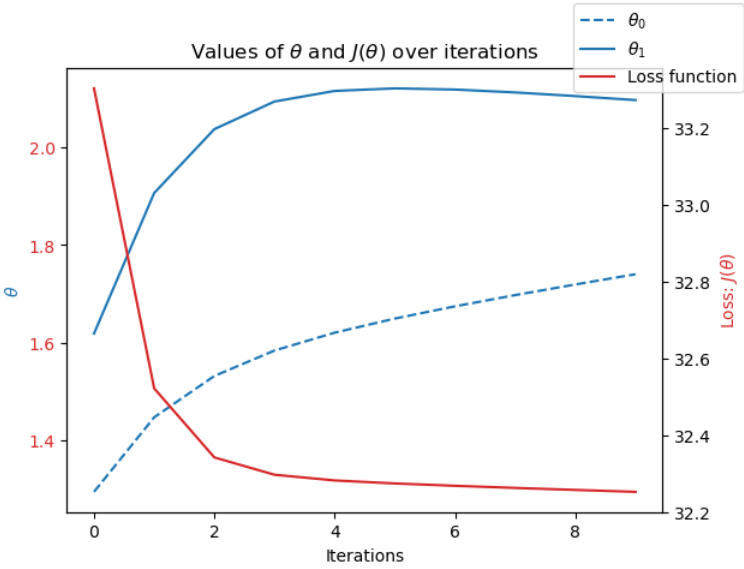 θ₀
θ₁
Loss function
Values of θ and J(θ) over iterations
2.0
1.8
1.6
1.4
θ
33.2
33.0
32.8
32.6
32.4
32.2
Loss: J(θ)
0 2 4 6 8
Iterations